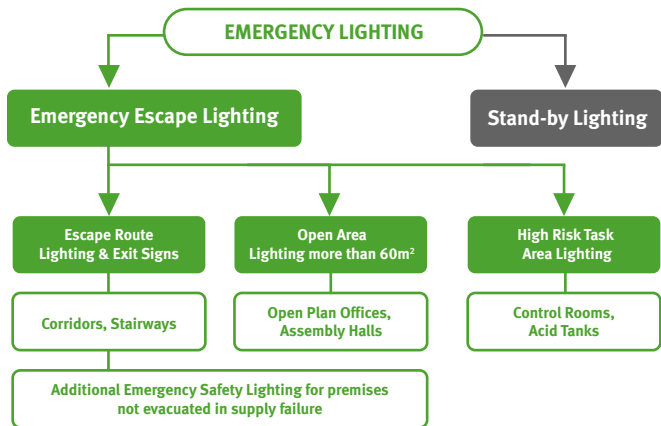 EMERGENCY LIGHTING
Emergency Escape Lighting
Stand-by Lighting
Escape Route
Lighting & Exit Signs
Open Area
Lighting more than 60m²
High Risk Task
Area Lighting
Corridors, Stairways
Open Plan Offices,
Assembly Halls
Control Rooms,
Acid Tanks
Additional Emergency Safety Lighting for premises
not evacuated in supply failure